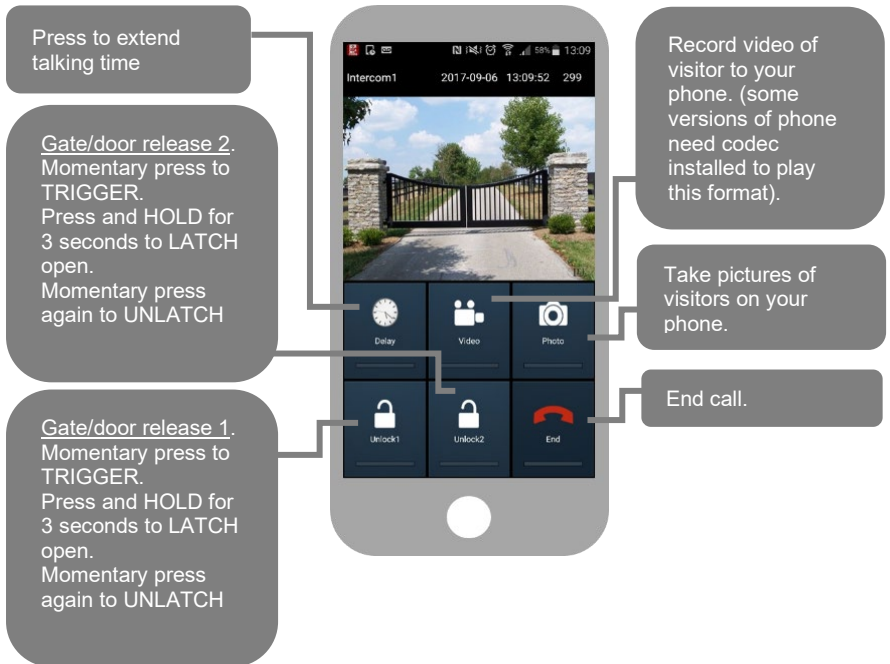 Press to extend
talking time
Gate/door release 2.
Momentary press to
TRIGGER.
Press and HOLD for
3 seconds to LATCH
open.
Momentary press
again to UNLATCH
Gate/door release 1.
Momentary press to
TRIGGER.
Press and HOLD for
3 seconds to LATCH
open.
Momentary press
again to UNLATCH
58% 13:09
Intercom1 2017-09-06 13:09:52 299
Delay Video Photo
Unlock1 Unlock2 End
Record video of
visitor to your
phone. (some
versions of phone
need codec
installed to play
this format).
Take pictures of
visitors on your
phone.
End call.